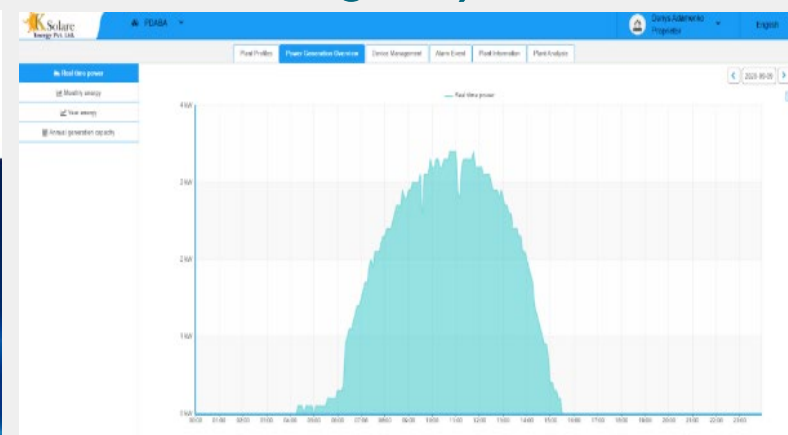 KSolare
Energy Pvt. Ltd.
PDABA
Denys Adamenko
Proprietor
English
Plant Profiles
Power Generation Overview
Device Management
Alarm Event
Plant Information
Plant Analysis
Real time power
Monthly energy
Year energy
Annual generation capacity
Real time power
4 kW
3 kW
2 kW
1 kW
0 kW
00:00 01:00 02:00 03:00 04:00 05:00 06:00 07:00 08:00 09:00 10:00 11:00 12:00 13:00 14:00 15:00 16:00 17:00 18:00 19:00 20:00 21:00 22:00 23:00